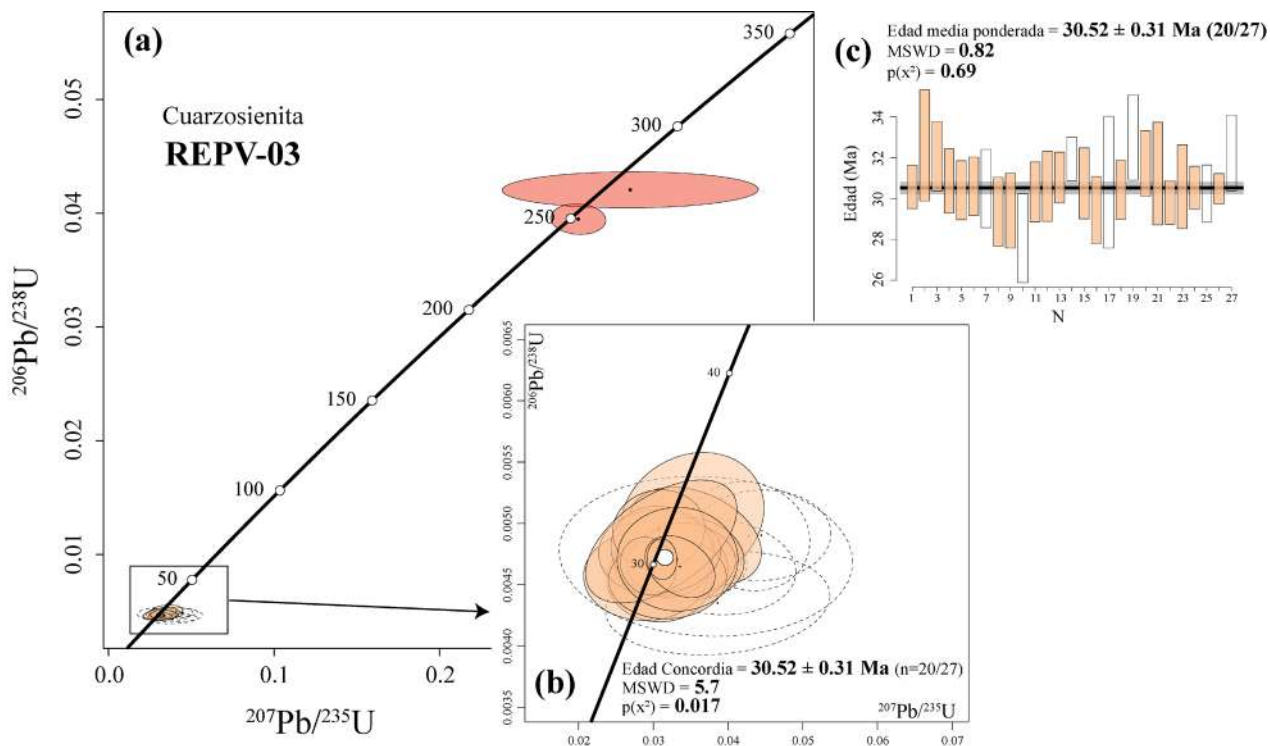 (a)
Cuarzosienita
REPV-03
206Pb/238U
0.05
0.04
0.03
0.02
0.01
350
300
250
200
150
100
50
0.0
0.1
0.2
207Pb/235U
(c)
Edad media ponderada = 30.52 ± 0.31 Ma (20/27)
MSWD = 0.82
p(x²) = 0.69
Edad (Ma)
34
32
30
28
26
1 3 5 7 9 11 13 15 17 19 21 23 25 27
N
206Pb/238U
0.0065
0.0060
0.0055
0.0050
0.0045
0.0040
0.0035
40
30
(b)
Edad Concordia = 30.52 ± 0.31 Ma (n=20/27)
MSWD = 5.7
p(x²) = 0.017
207Pb/235U
0.02 0.03 0.04 0.05 0.06 0.07